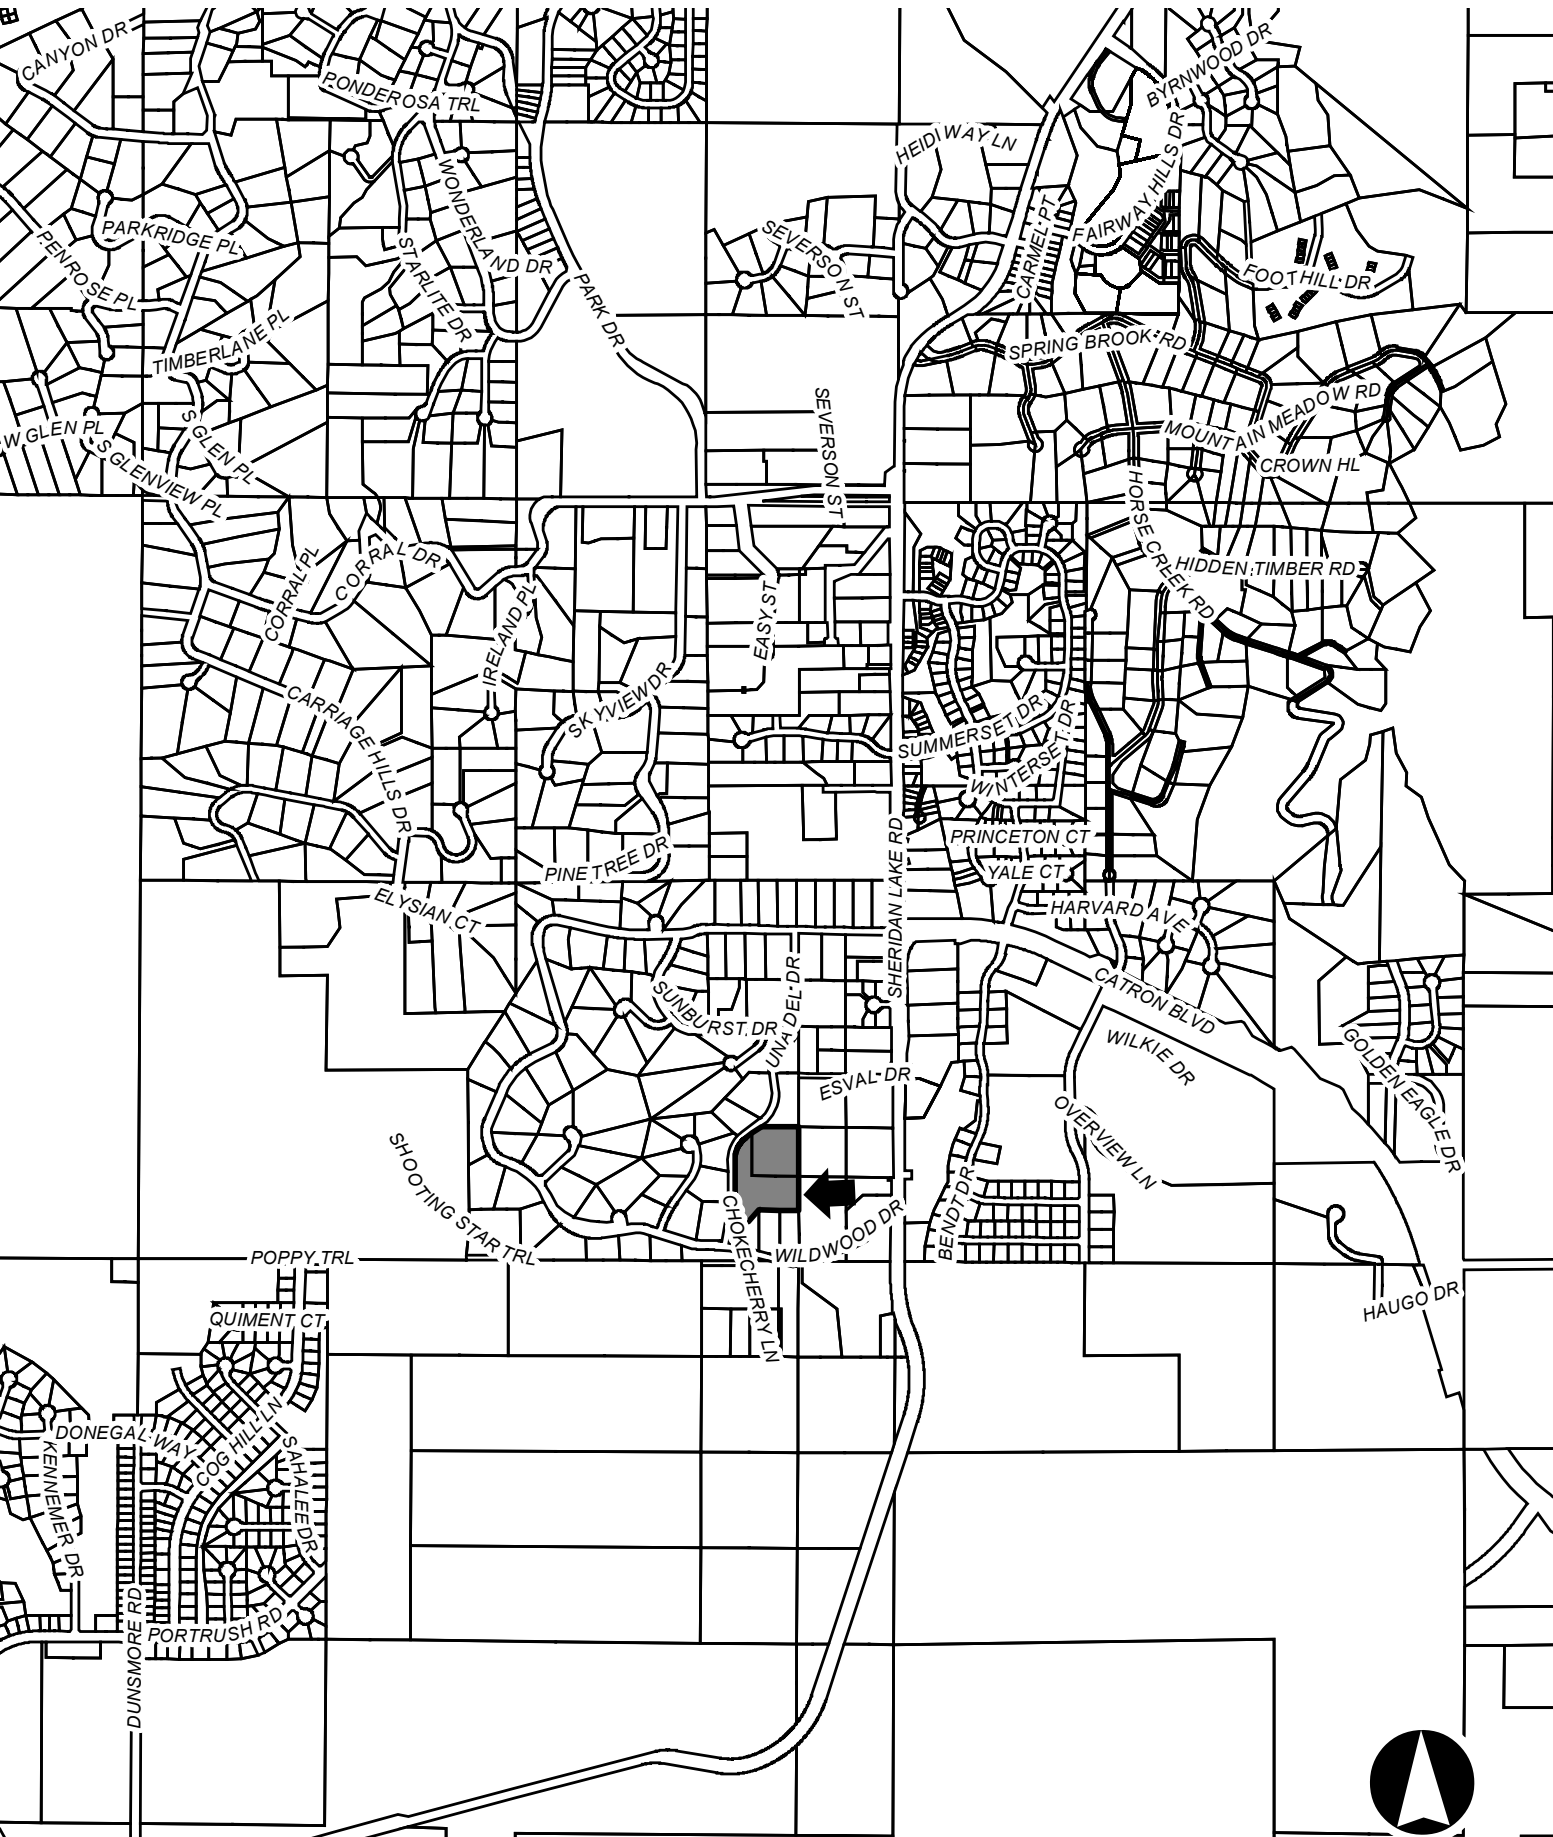 CANYON DR
BYRNWOOD DR
PONDEROSA TRL
HEIDIWAY LN
FAIRWAY HILLS DR
WONDERLAND DR
CARMEL PT
PARKRIDGE PL
PENROSE PL
STARLITE DR
SEVERSON ST
FOOTHILL DR
PARK DR
TIMBERLANE PL
SPRING BROOK RD
SEVERSON ST
MOUNTAIN MEADOW RD
W GLEN PL
S GLEN PL
S GLENVIEW PL
CROWN HL
HORSE CREEK RD
CORRAL PL
CORRAL DR
HIDDEN TIMBER RD
IRELAND PL
EASY ST
SKYVIEW DR
CARRIAGE HILLS DR
SUMMERSET DR
WINTERSET DR
PRINCETON CT
SHERIDAN LAKE RD
PINE TREE DR
YALE CT
ELYSIAN CT
HARVARD AVE
SUNBURST DR
UNA DEL DR
CATRON BLVD
WILKIE DR
ESVAL DR
GOLDEN EAGLE DR
OVERVIEW LN
SHOOTING STAR TRL
CHOKECHERRY LN
WILDWOOD DR
BENDT DR
POPPY TRL
HAUGO DR
QUIMENT CT
DONEGAL WAY
COG HILL LN
SAHALEE DR
KENNEMER DR
DUNSMORE RD
PORTRUSH RD